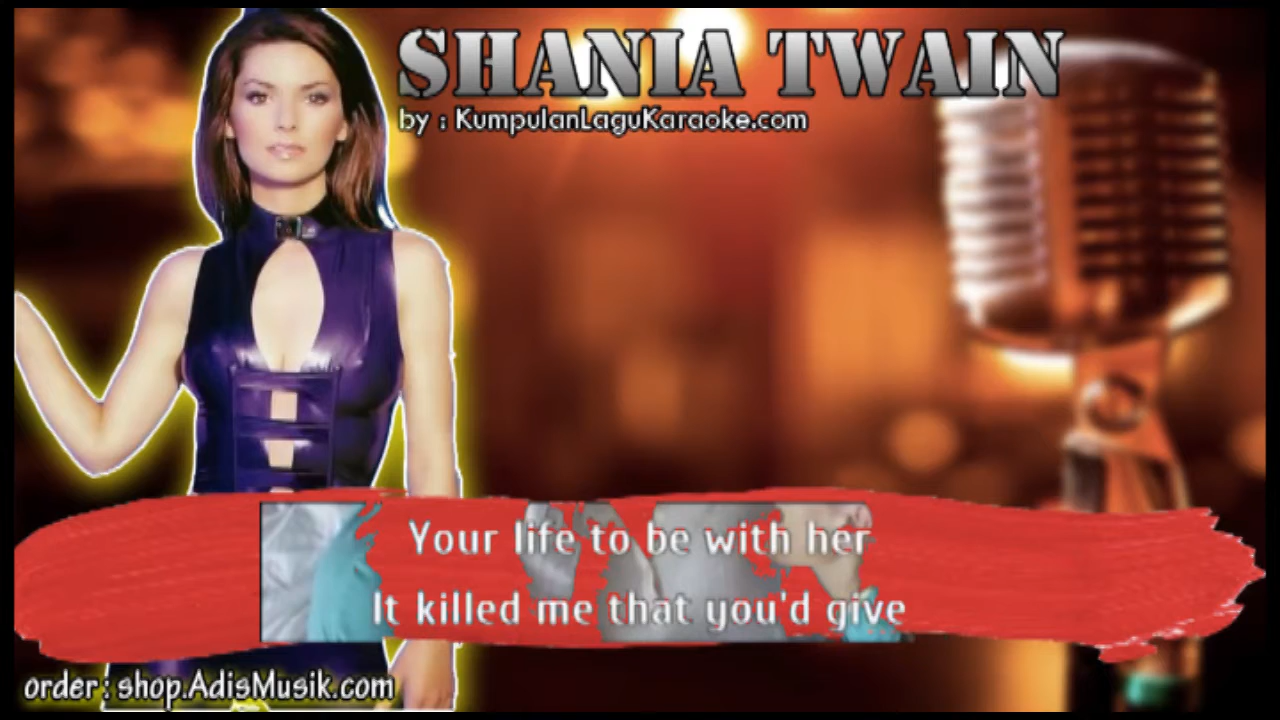 SHANIA TWAIN
by : KumpulanLaguKaraoke.com
Your life to be with her
It killed me that you'd give
order : shop.AdisMusik.com